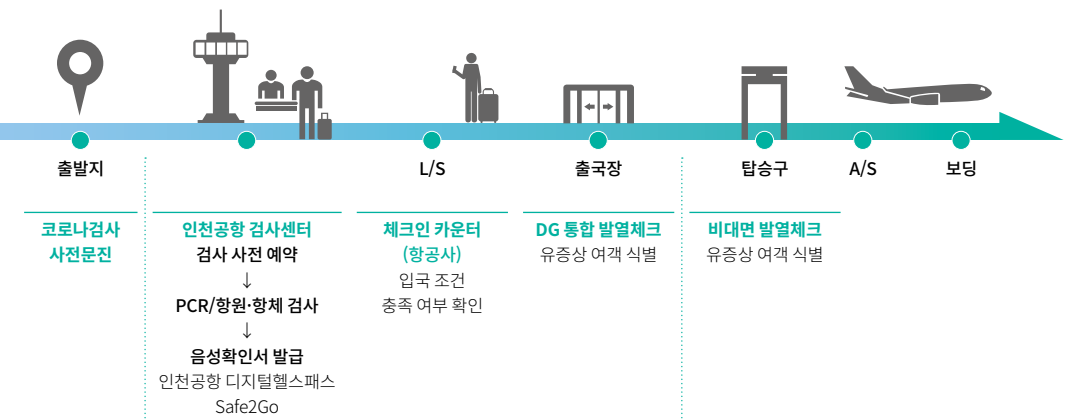 출발지
L/S
출국장
탑승구
A/S
보딩
코로나검사
사전문진
인천공항 검사센터
검사 사전 예약
↓
PCR/항원·항체 검사
↓
음성확인서 발급
인천공항 디지털헬스패스
Safe2Go
체크인 카운터
(항공사)
입국 조건
충족 여부 확인
DG 통합 발열체크
유증상 여객 식별
비대면 발열체크
유증상 여객 식별